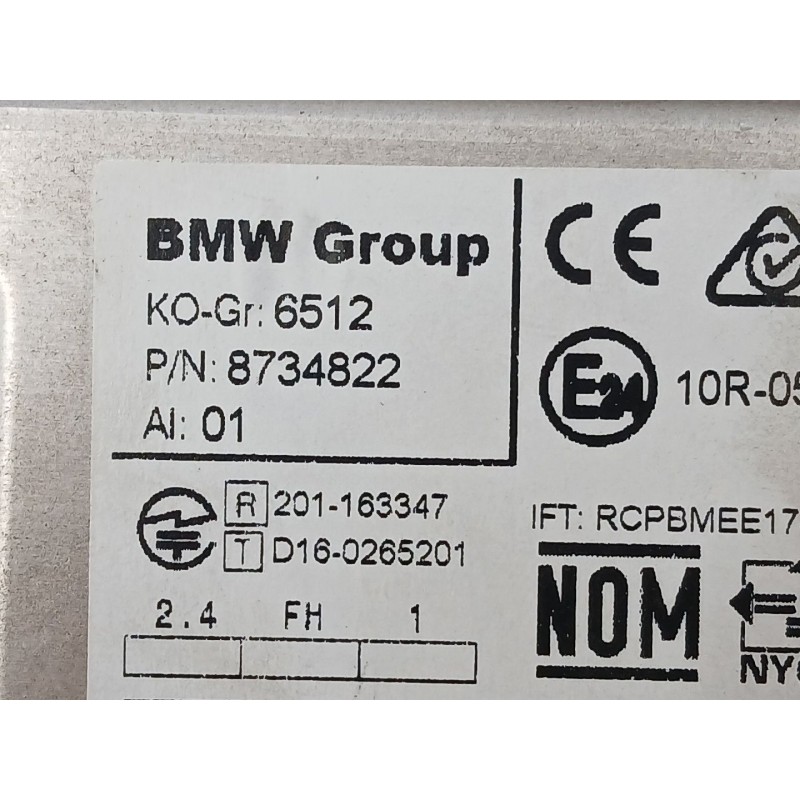 BMW Group
KO-Gr: 6512
P/N: 8734822
AI: 01
CE
E24 10R-05
R 201-163347
T D16-0265201
IFT: RCPBMEE17
2.4 FH 1
NOM
NY